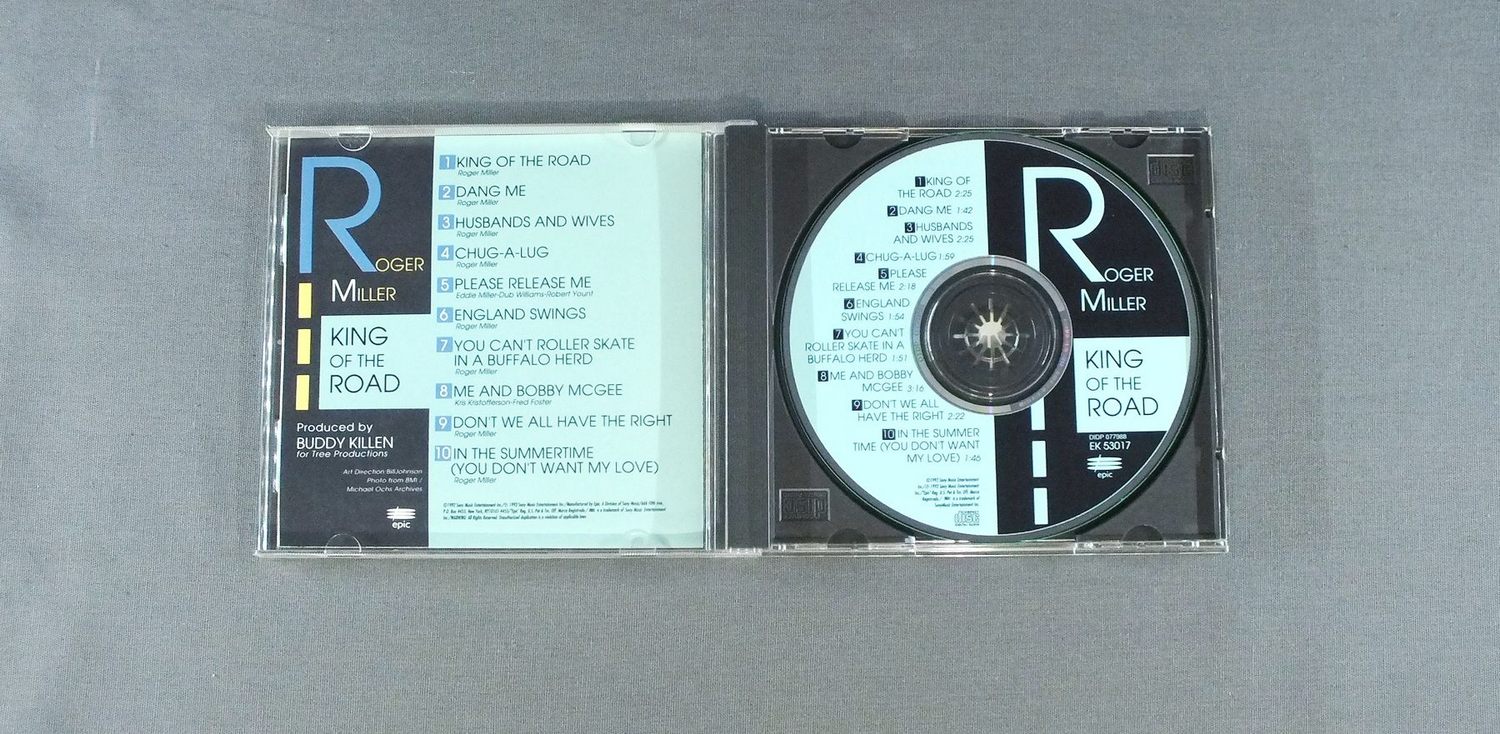 ROGER
MILLER
KING
OF THE
ROAD
Produced by
BUDDY KILLEN
for Tree Productions
Art Direction: Bill Johnson
Photo from BMI /
Michael Ochs Archives
epic
1 KING OF THE ROAD
Roger Miller
2 DANG ME
Roger Miller
3 HUSBANDS AND WIVES
Roger Miller
4 CHUG-A-LUG
Roger Miller
5 PLEASE RELEASE ME
Eddie Miller-Dub Williams-Robert Yount
6 ENGLAND SWINGS
Roger Miller
7 YOU CAN'T ROLLER SKATE
IN A BUFFALO HERD
Roger Miller
8 ME AND BOBBY MCGEE
Kris Kristofferson-Fred Foster
9 DON'T WE ALL HAVE THE RIGHT
Roger Miller
10 IN THE SUMMERTIME
(YOU DON'T WANT MY LOVE)
Roger Miller
1 KING OF
THE ROAD 2:25
2 DANG ME 1:42
3 HUSBANDS
AND WIVES 2:25
4 CHUG-A-LUG 1:59
5 PLEASE
RELEASE ME 2:18
6 ENGLAND
SWINGS 1:54
7 YOU CAN'T
ROLLER SKATE IN A
BUFFALO HERD 1:51
8 ME AND BOBBY
MCGEE 3:16
9 DON'T WE ALL
HAVE THE RIGHT 2:22
10 IN THE SUMMER
TIME (YOU DON'T WANT
MY LOVE) 1:46
ROGER
MILLER
KING
OF THE
ROAD
DIDP 077988
EK 53017
epic